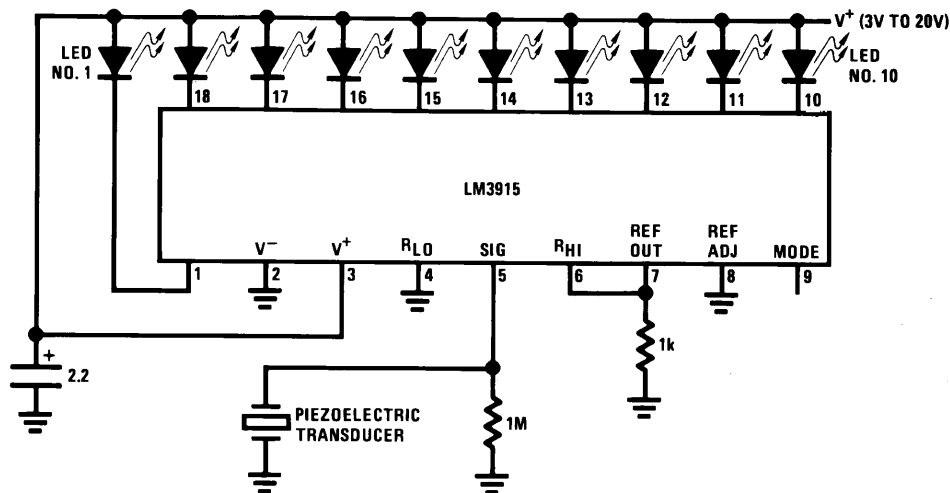 V+ (3V TO 20V)
LED
NO. 1
LED
NO. 10
18
17
16
15
14
13
12
11
10
LM3915
V−
V+
RLO
SIG
RHI
REF
OUT
REF
ADJ
MODE
1
2
3
4
5
6
7
8
9
+
2.2
PIEZOELECTRIC
TRANSDUCER
1M
1k